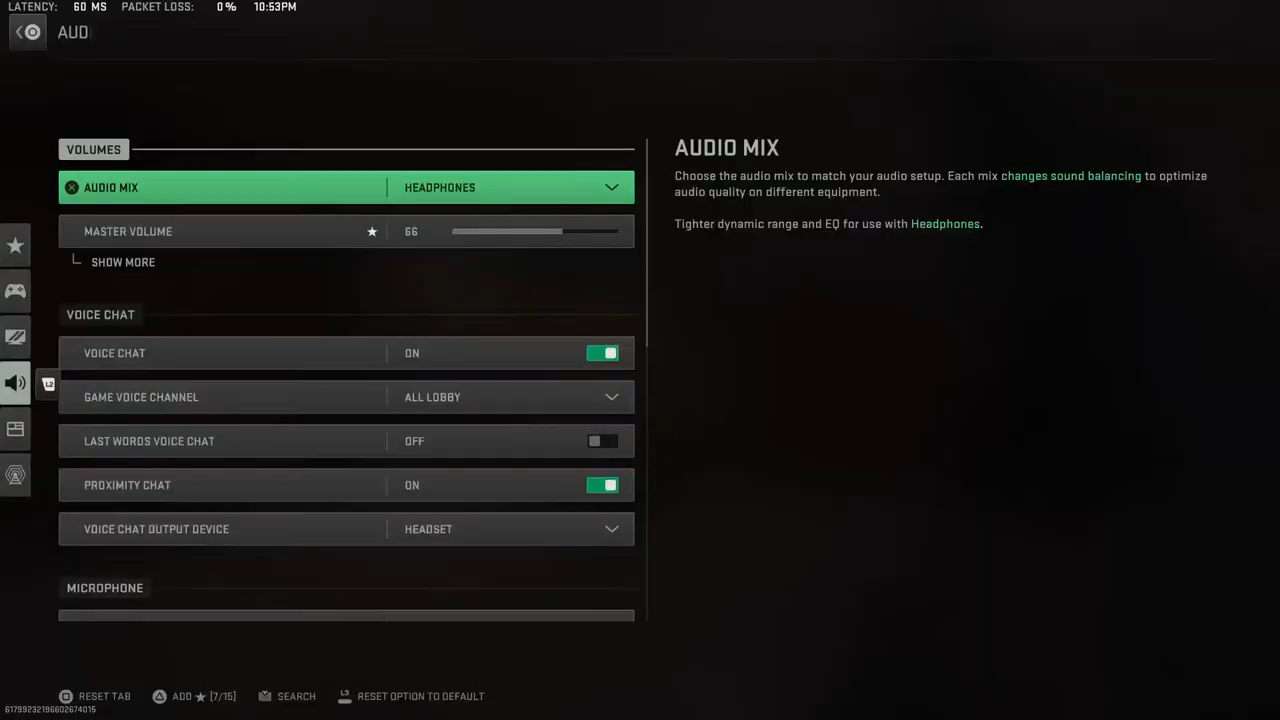 LATENCY: 60 MS PACKET LOSS: 0% 10:53PM
AUD
VOLUMES
AUDIO MIX HEADPHONES
MASTER VOLUME 66
SHOW MORE
VOICE CHAT
VOICE CHAT ON
GAME VOICE CHANNEL ALL LOBBY
L2
LAST WORDS VOICE CHAT OFF
PROXIMITY CHAT ON
VOICE CHAT OUTPUT DEVICE HEADSET
MICROPHONE
AUDIO MIX
Choose the audio mix to match your audio setup. Each mix changes sound balancing to optimize
audio quality on different equipment.
Tighter dynamic range and EQ for use with Headphones.
RESET TAB ADD ★ [7/15] SEARCH L3 RESET OPTION TO DEFAULT
61799232196602674015